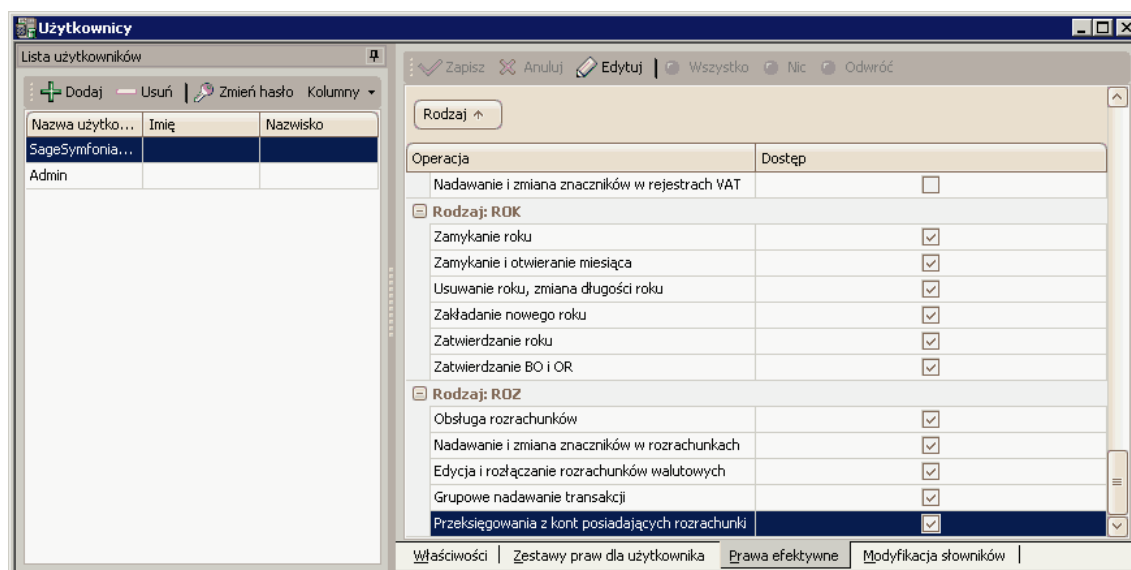 Użytkownicy
Lista użytkowników
Dodaj Usuń Zmień hasło Kolumny
Nazwa użytko... Imię Nazwisko
SageSymfonia...
Admin
Zapisz Anuluj Edytuj Wszystko Nic Odwróć
Rodzaj
Operacja Dostęp
Nadawanie i zmiana znaczników w rejestrach VAT
Rodzaj: ROK
Zamykanie roku
Zamykanie i otwieranie miesiąca
Usuwanie roku, zmiana długości roku
Zakładanie nowego roku
Zatwierdzanie roku
Zatwierdzanie BO i OR
Rodzaj: ROZ
Obsługa rozrachunków
Nadawanie i zmiana znaczników w rozrachunkach
Edycja i rozłączanie rozrachunków walutowych
Grupowe nadawanie transakcji
Przeksięgowania z kont posiadających rozrachunki
Właściwości Zestawy praw dla użytkownika Prawa efektywne Modyfikacja słowników